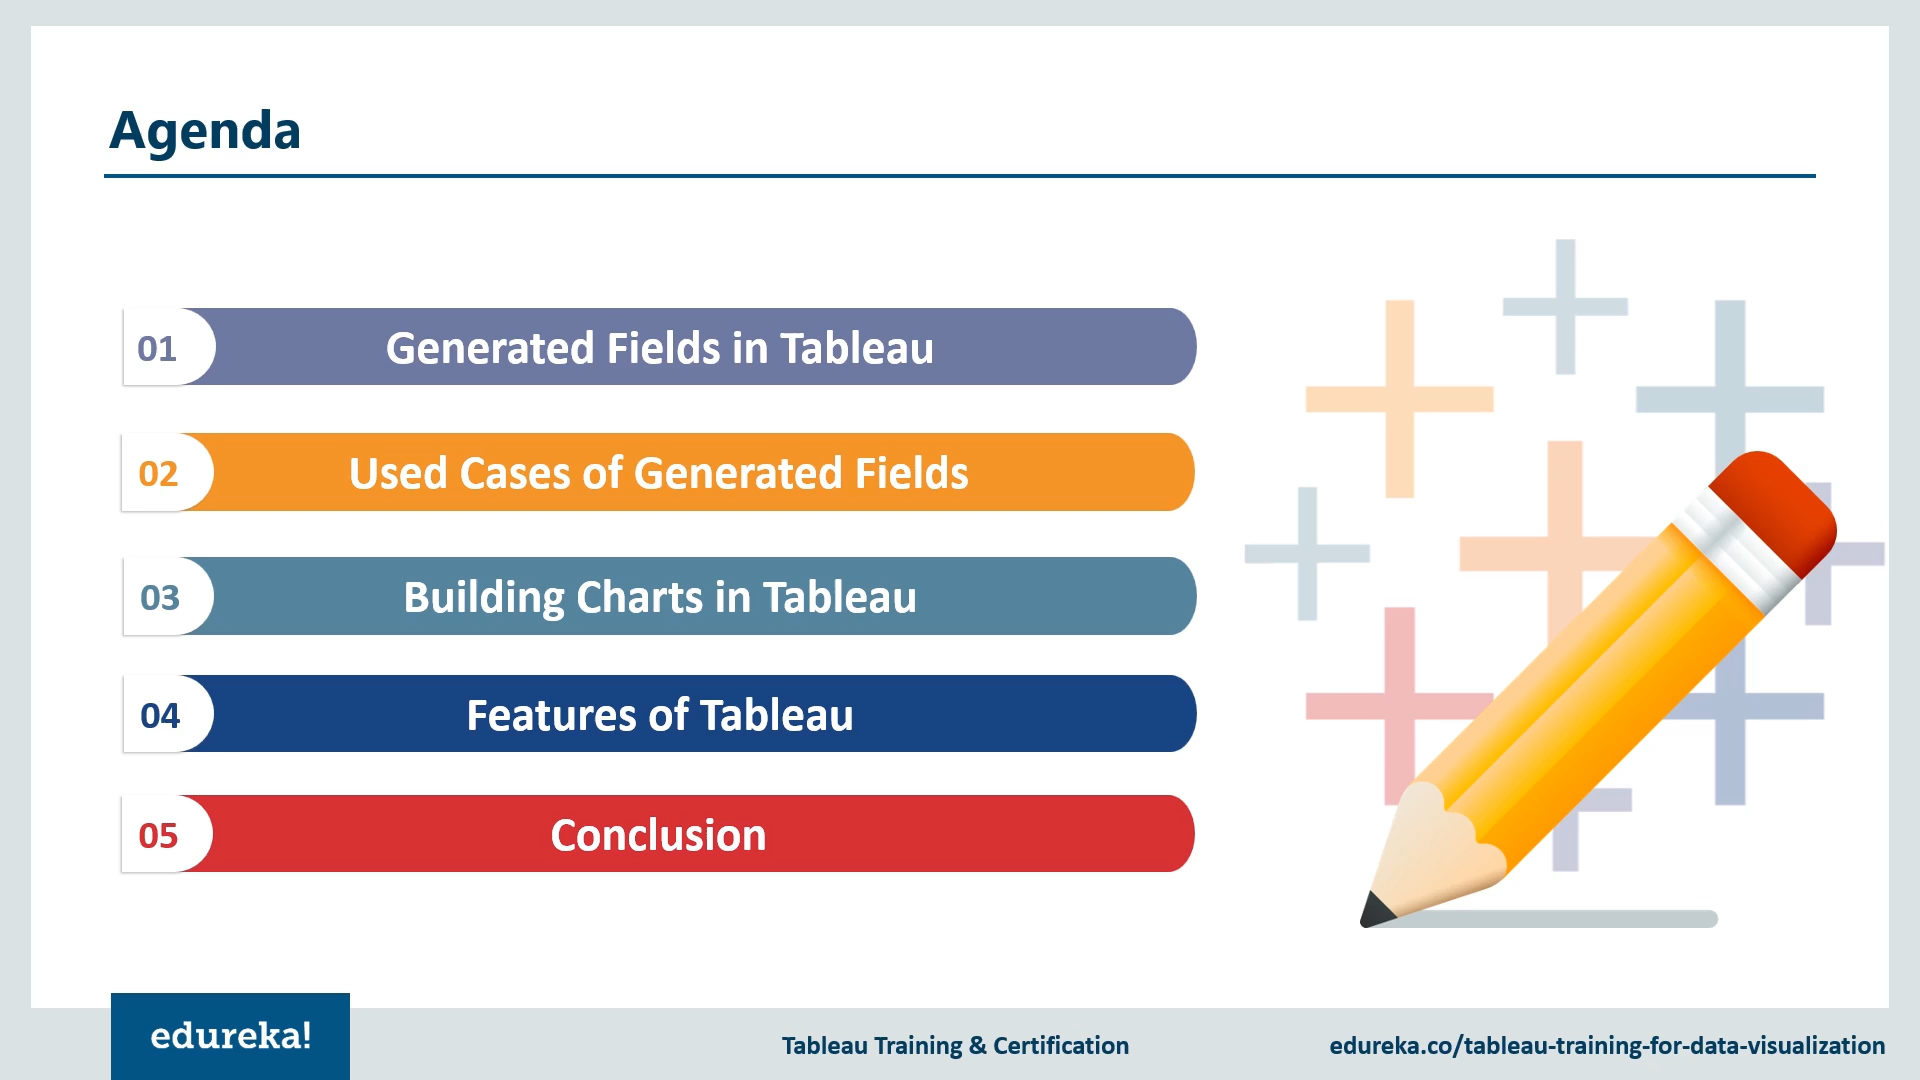 Agenda
01 Generated Fields in Tableau
02 Used Cases of Generated Fields
03 Building Charts in Tableau
04 Features of Tableau
05 Conclusion
edureka!
Tableau Training & Certification
edureka.co/tableau-training-for-data-visualization